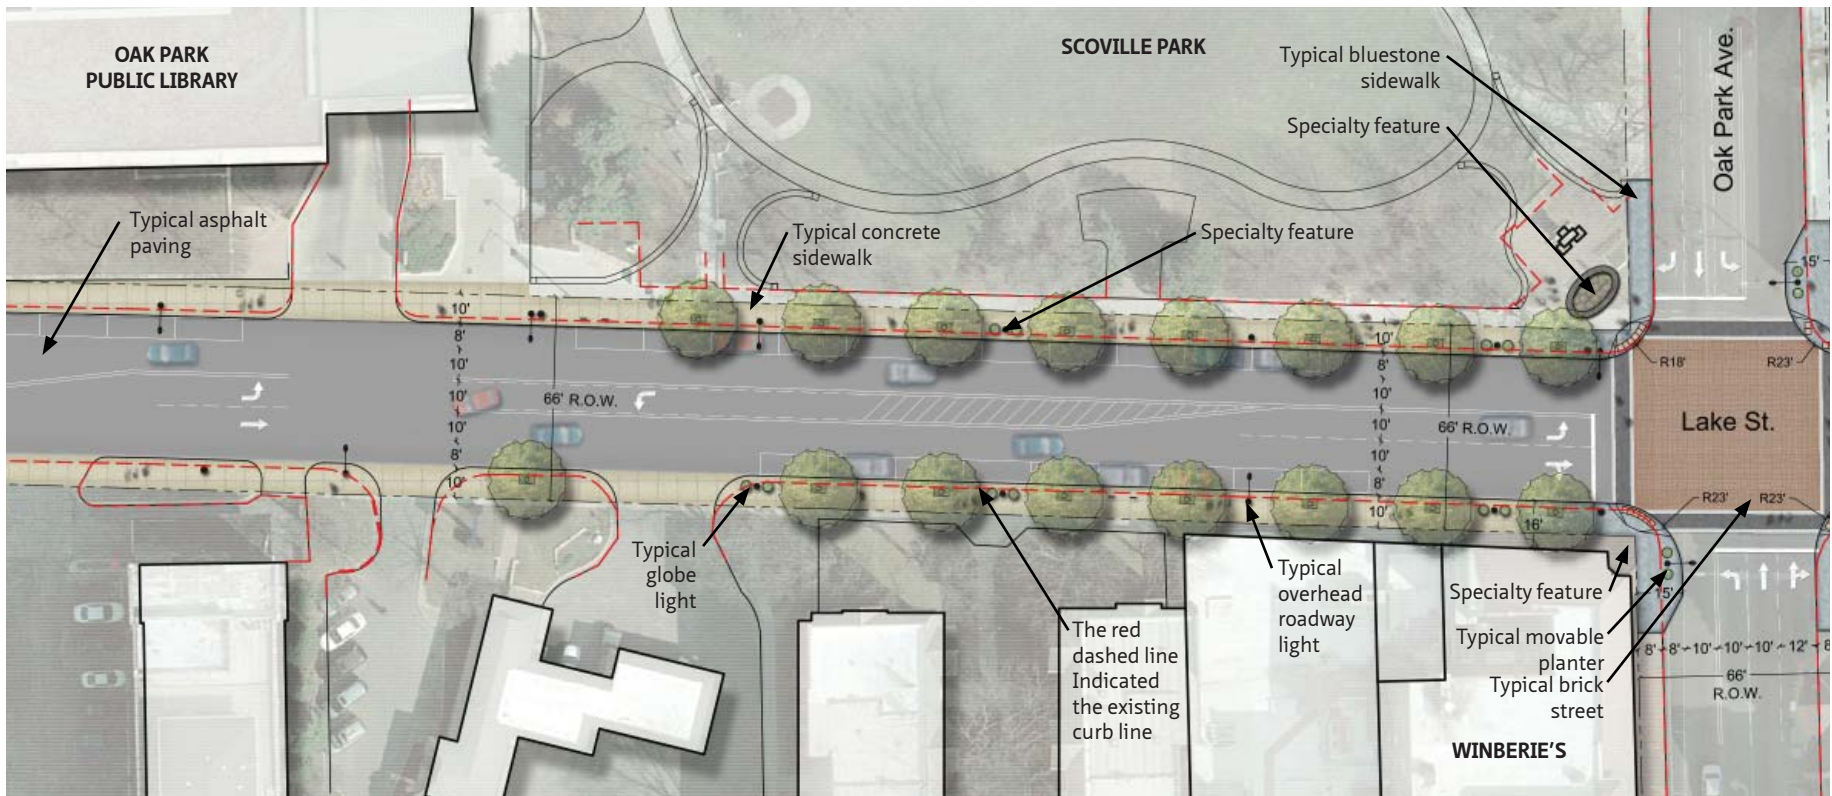 OAK PARK
PUBLIC LIBRARY
SCOVILLE PARK
Typical bluestone
sidewalk
Specialty feature
Oak Park Ave.
Typical asphalt
paving
Typical concrete
sidewalk
Specialty feature
15'
10'
8'
10'
10'
10'
8'
10'
66' R.O.W.
10'
8'
10'
10'
10'
8'
10'
66' R.O.W.
R18'
R23'
Lake St.
R23'
R23'
16'
Typical
globe
light
The red
dashed line
Indicated
the existing
curb line
Typical
overhead
roadway
light
Specialty feature
Typical movable
planter
Typical brick
street
15'
8' 8' 10' 10' 10' 12' 8
66'
R.O.W.
WINBERIE'S